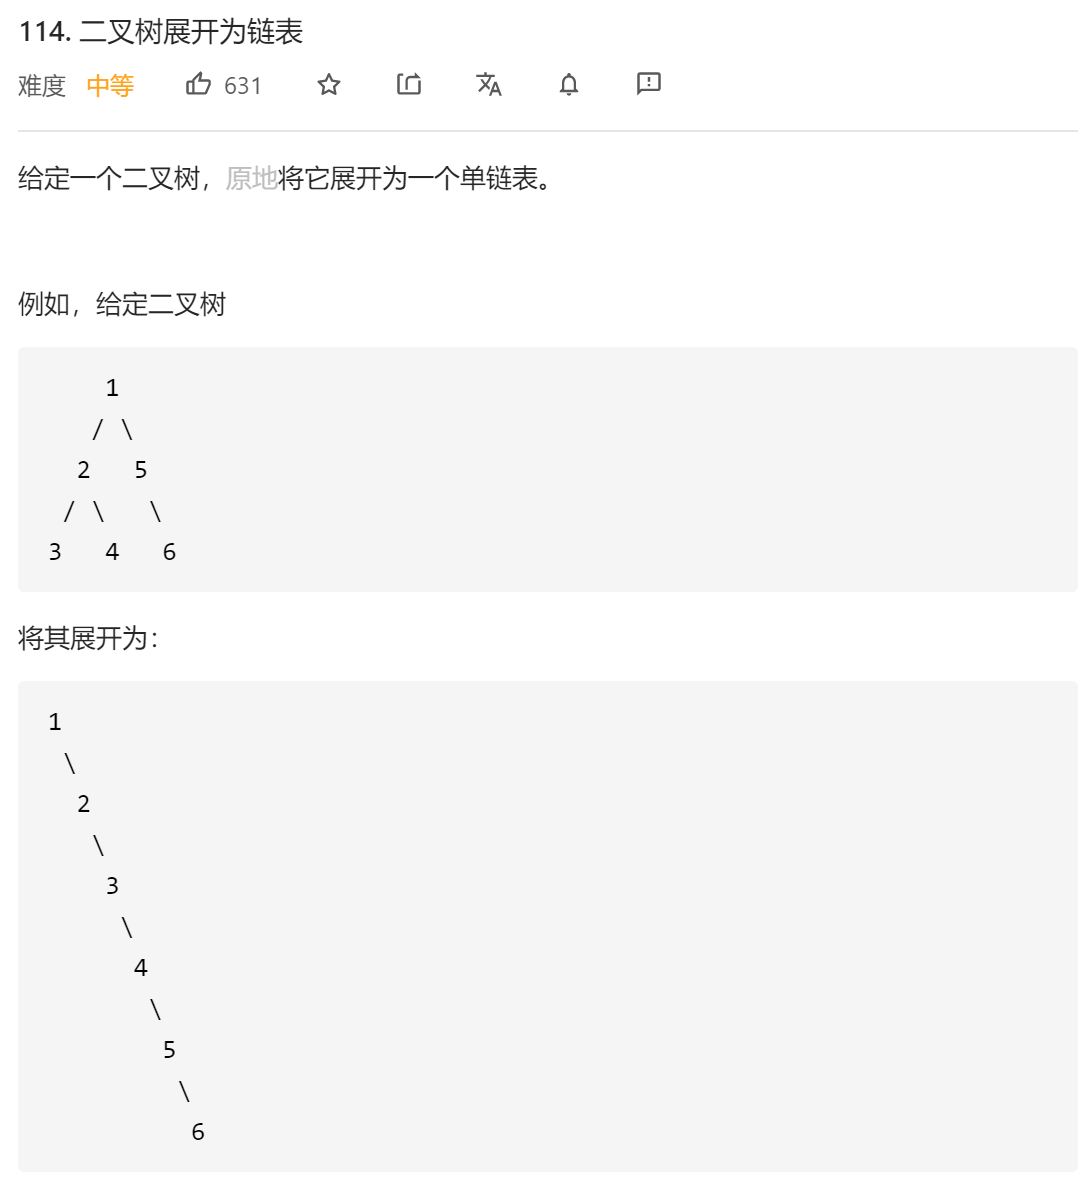 114. 二叉树展开为链表
难度 中等 631
给定一个二叉树，原地将它展开为一个单链表。
例如，给定二叉树
1
/ \
2 5
/ \ \
3 4 6
将其展开为：
1
\
2
\
3
\
4
\
5
\
6